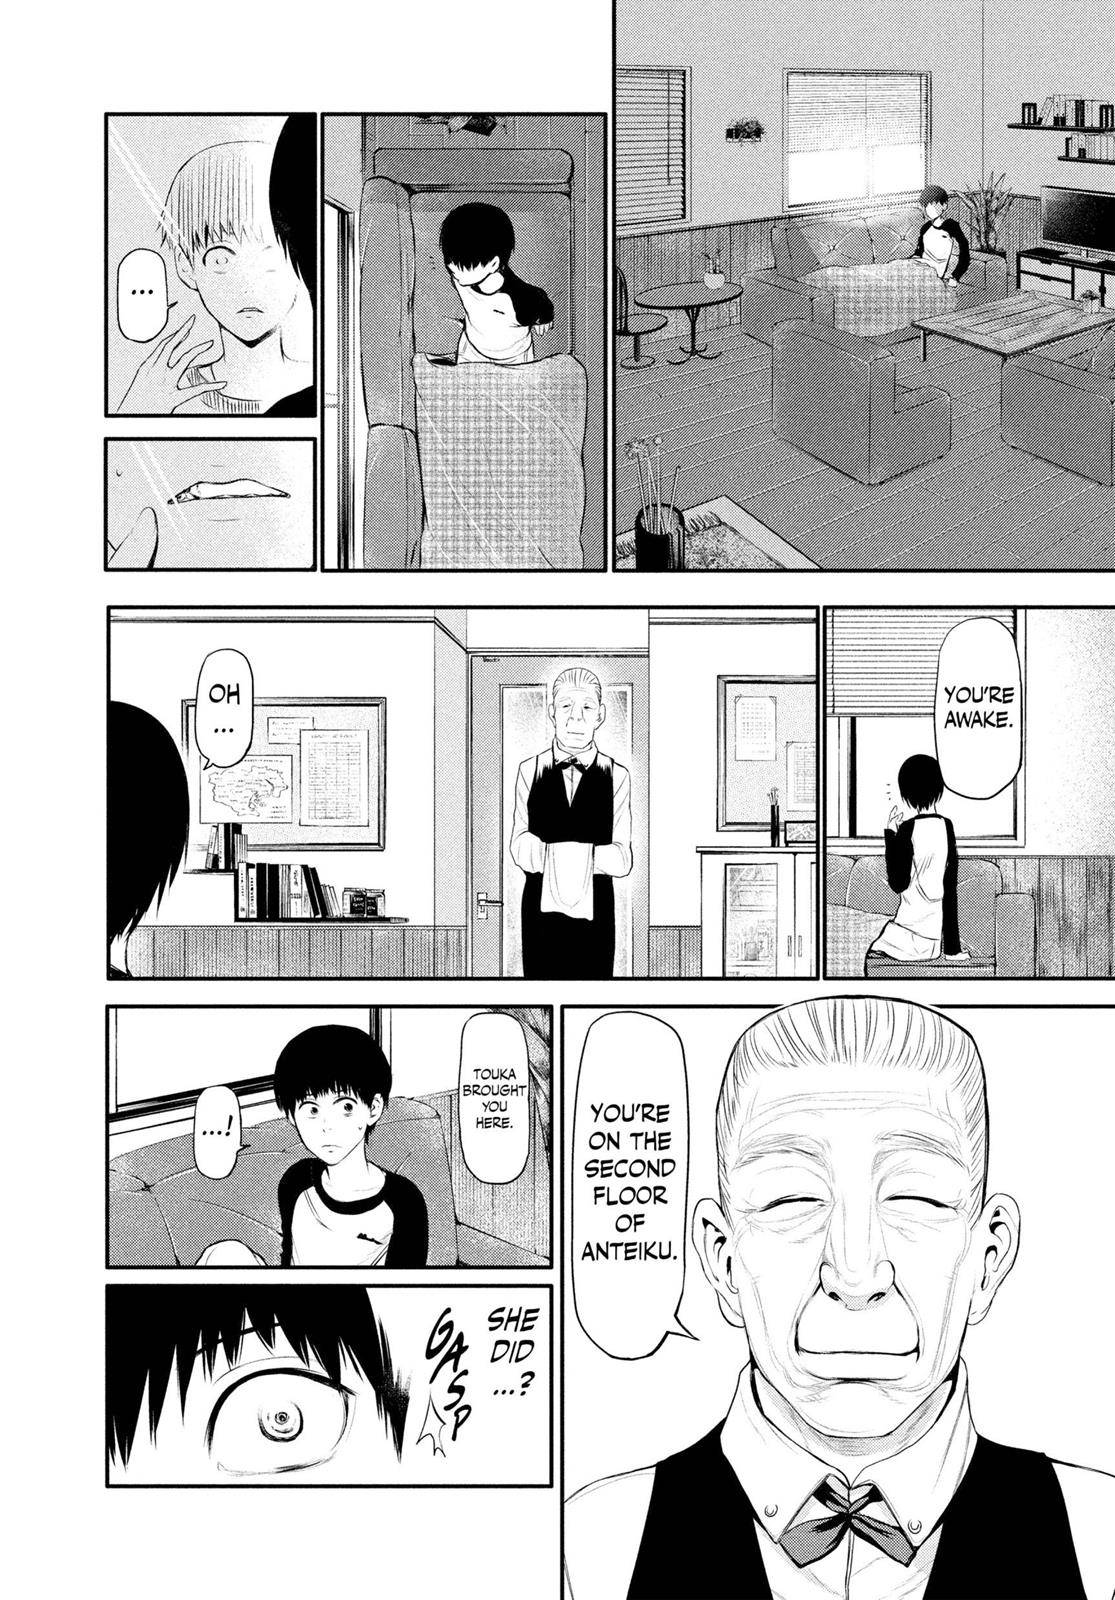 ...
YOU'RE
AWAKE.
OH
...
YOU'RE
ON THE
SECOND
FLOOR
OF
ANTEIKU.
TOUKA
BROUGHT
YOU
HERE.
...!
SHE
DID
...?
GASP